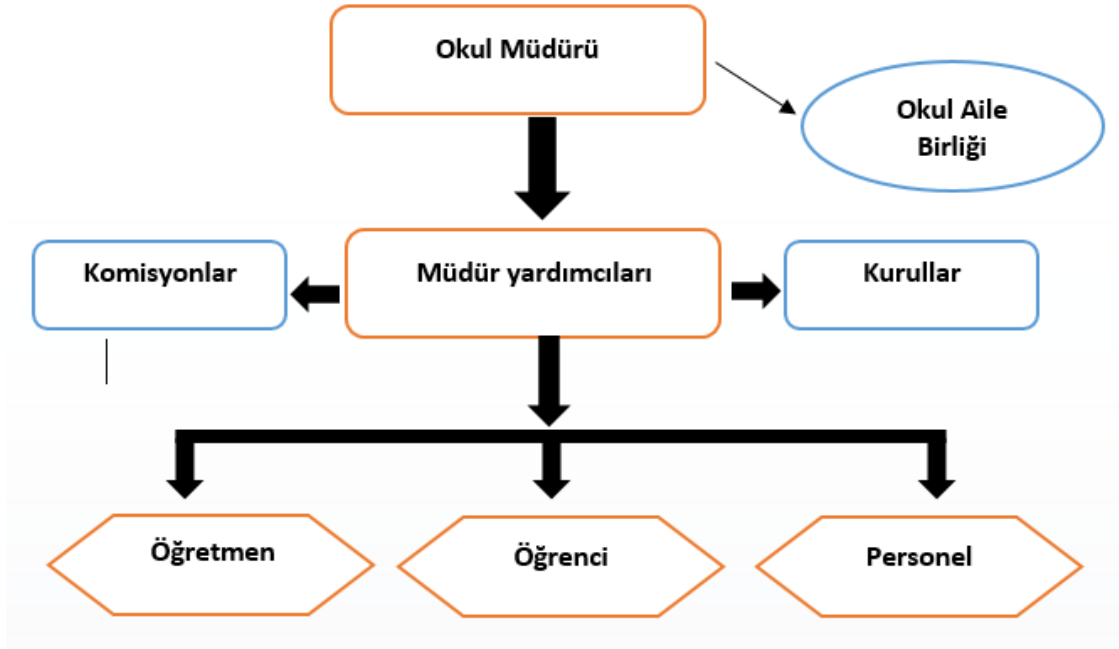 Okul Müdürü
Okul Aile
Birliği
Komisyonlar
Müdür yardımcıları
Kurullar
Öğretmen
Öğrenci
Personel